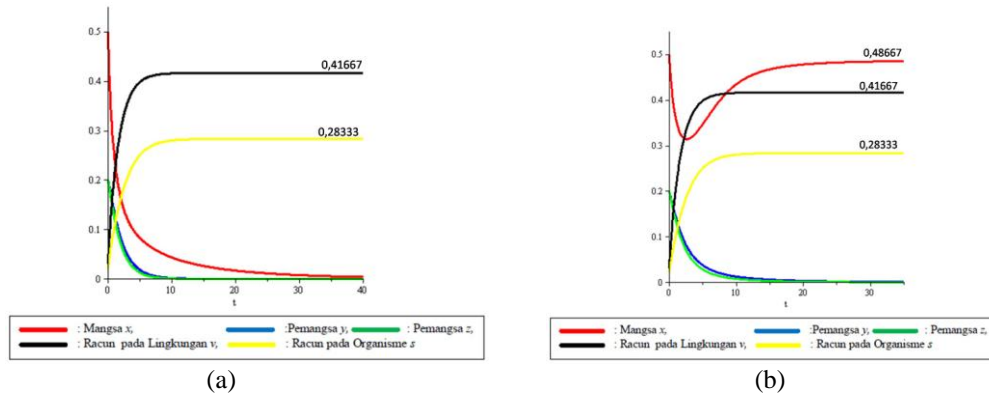 0.5
0.4
0.3
0.2
0.1
0
0,41667
0,28333
0
10
20
30
40
t
: Mangsa x,
:Pemangsa y,
: Pemangsa z,
: Racun pada Lingkungan v,
: Racun pada Organisme s
(a)
0.5
0.4
0.3
0.2
0.1
0
0,48667
0,41667
0,28333
0
10
20
30
t
: Mangsa x,
:Pemangsa y,
: Pemangsa z,
: Racun pada Lingkungan v,
: Racun pada Organisme s
(b)